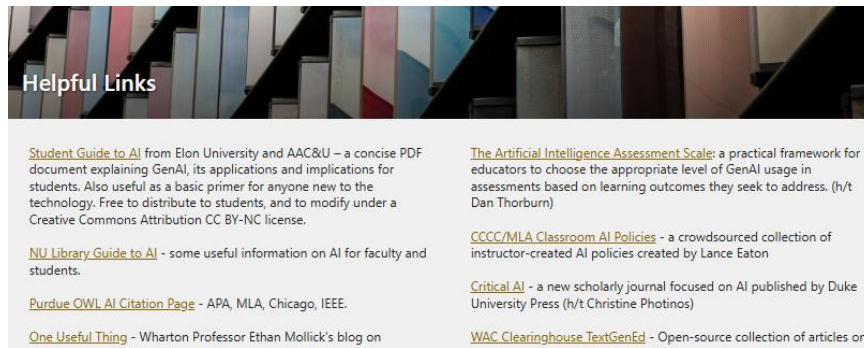 Helpful Links
Student Guide to AI from Elon University and AAC&U – a concise PDF
document explaining GenAI, its applications and implications for
students. Also useful as a basic primer for anyone new to the
technology. Free to distribute to students, and to modify under a
Creative Commons Attribution CC BY-NC license.
NU Library Guide to AI - some useful information on AI for faculty and
students.
Purdue OWL AI Citation Page - APA, MLA, Chicago, IEEE.
One Useful Thing - Wharton Professor Ethan Mollick's blog on
The Artificial Intelligence Assessment Scale: a practical framework for
educators to choose the appropriate level of GenAI usage in
assessments based on learning outcomes they seek to address. (h/t
Dan Thorburn)
CCCC/MLA Classroom AI Policies - a crowdsourced collection of
instructor-created AI policies created by Lance Eaton
Critical AI - a new scholarly journal focused on AI published by Duke
University Press (h/t Christine Photinos)
WAC Clearinghouse TextGenEd - Open-source collection of articles on